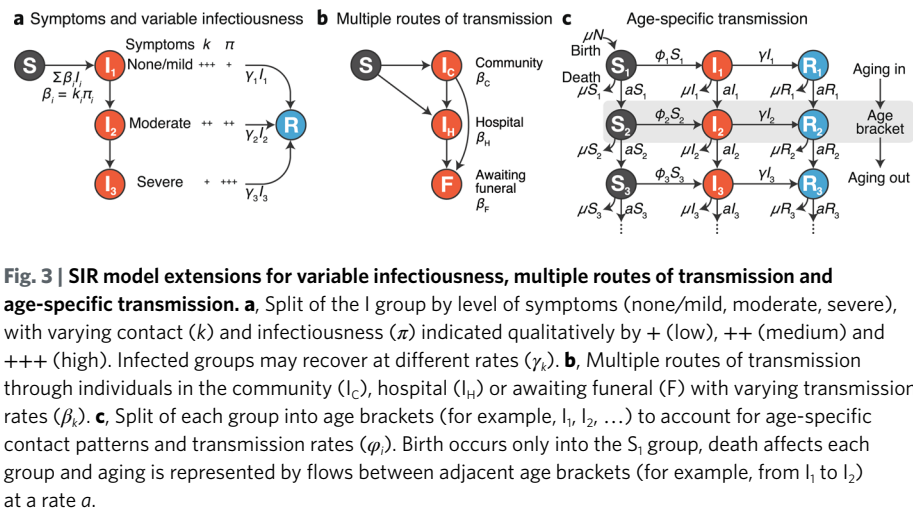 a Symptoms and variable infectiousness
Symptoms k π
S
Σβ_iI_i
β_i = k_iπ_i
I₁
None/mild +++ +
γ₁I₁
I₂
Moderate ++ ++
γ₂I₂
R
I₃
Severe + +++
γ₃I₃
b Multiple routes of transmission
S
I_C
Community
β_C
I_H
Hospital
β_H
F
Awaiting
funeral
β_F
c Age-specific transmission
μN
Birth
Death
S₁ ϕ₁S₁ I₁ γI₁ R₁
μS₁ aS₁ μI₁ aI₁ μR₁ aR₁
S₂ ϕ₂S₂ I₂ γI₂ R₂
μS₂ aS₂ μI₂ aI₂ μR₂ aR₂
S₃ ϕ₃S₃ I₃ γI₃ R₃
μS₃ aS₃ μI₃ aI₃ μR₃ aR₃
Aging in
Age
bracket
Aging out
Fig. 3 | SIR model extensions for variable infectiousness, multiple routes of transmission and
age-specific transmission. a, Split of the I group by level of symptoms (none/mild, moderate, severe),
with varying contact (k) and infectiousness (π) indicated qualitatively by + (low), ++ (medium) and
+++ (high). Infected groups may recover at different rates (γ_k). b, Multiple routes of transmission
through individuals in the community (I_C), hospital (I_H) or awaiting funeral (F) with varying transmission
rates (β_k). c, Split of each group into age brackets (for example, I₁, I₂, …) to account for age-specific
contact patterns and transmission rates (φ_i). Birth occurs only into the S₁ group, death affects each
group and aging is represented by flows between adjacent age brackets (for example, from I₁ to I₂)
at a rate a.